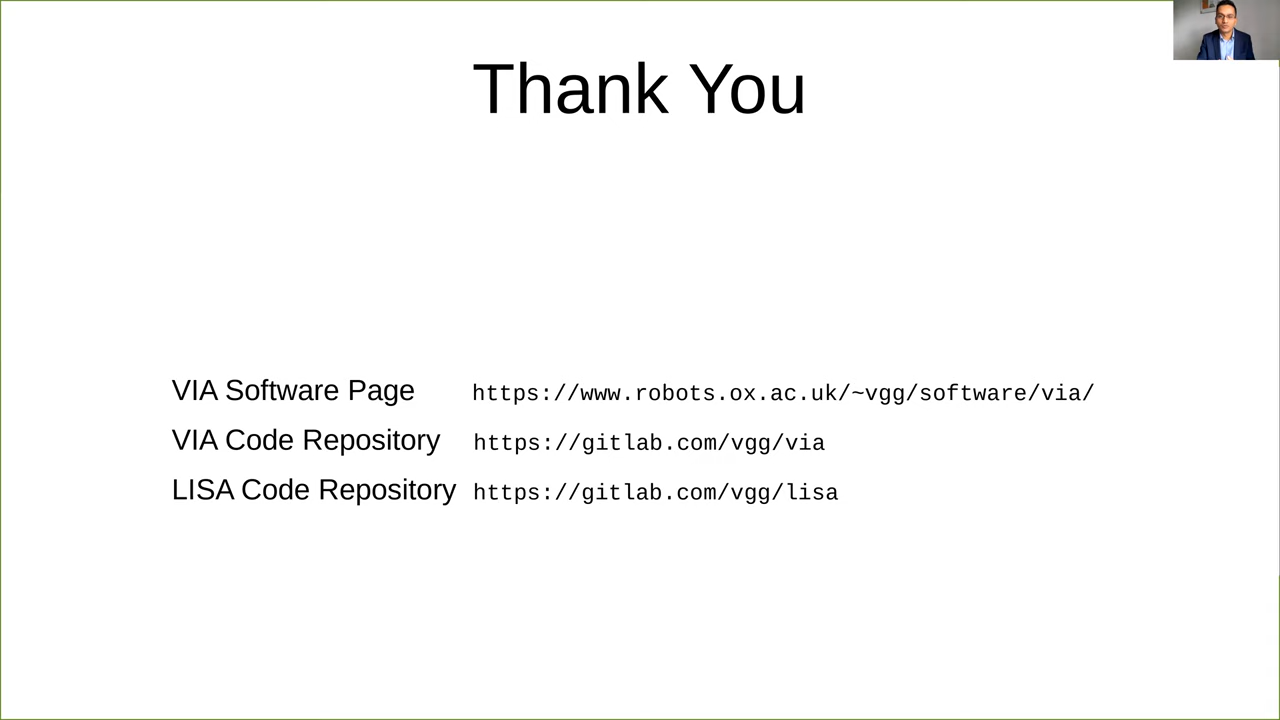 Thank You
VIA Software Page https://www.robots.ox.ac.uk/~vgg/software/via/
VIA Code Repository https://gitlab.com/vgg/via
LISA Code Repository https://gitlab.com/vgg/lisa